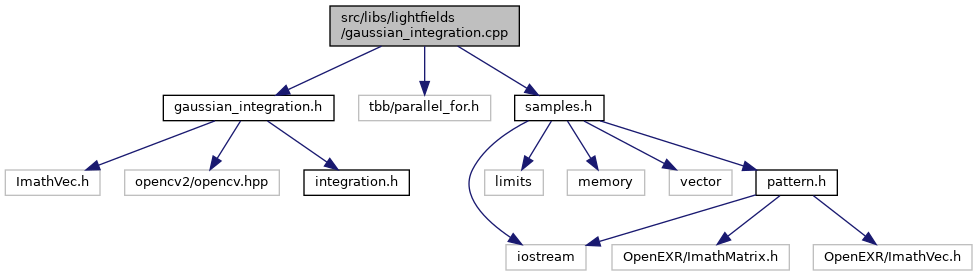 src/libs/lightfields
/gaussian_integration.cpp
gaussian_integration.h
tbb/parallel_for.h
samples.h
ImathVec.h
opencv2/opencv.hpp
integration.h
limits
memory
vector
pattern.h
iostream
OpenEXR/ImathMatrix.h
OpenEXR/ImathVec.h